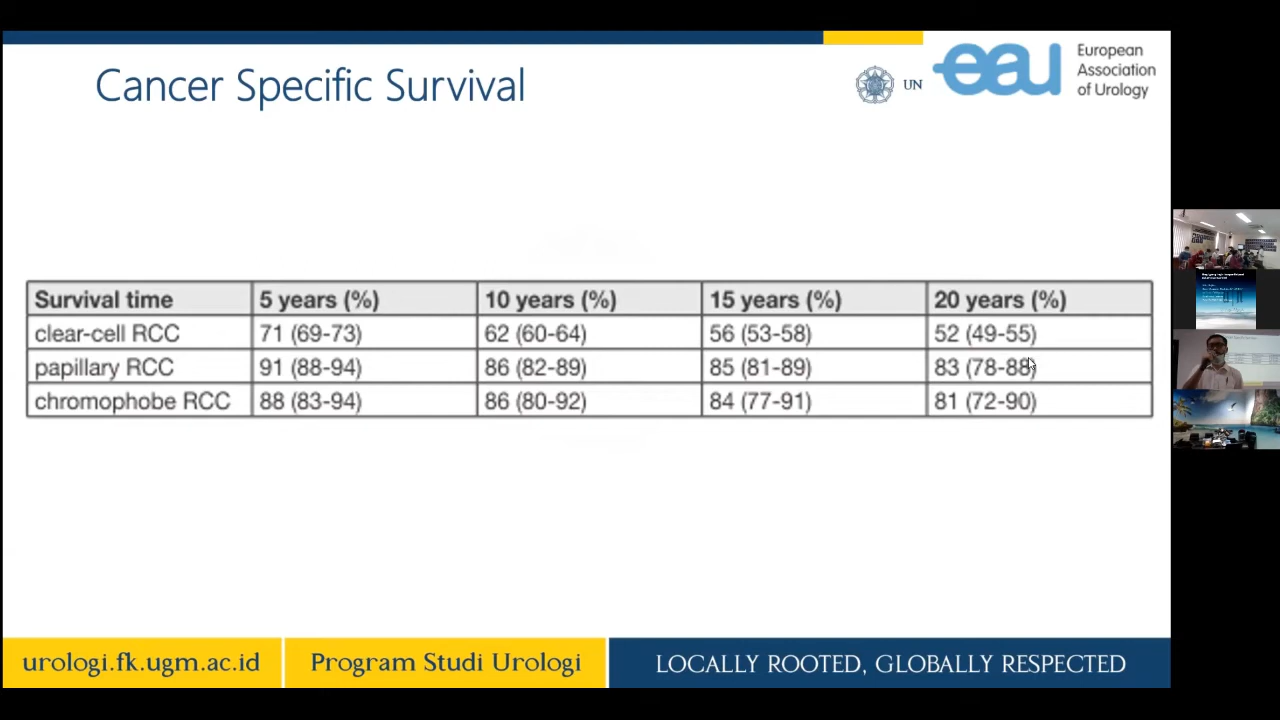 Cancer Specific Survival
UN
eau
European
Association
of Urology
Survival time 5 years (%) 10 years (%) 15 years (%) 20 years (%)
clear-cell RCC 71 (69-73) 62 (60-64) 56 (53-58) 52 (49-55)
papillary RCC 91 (88-94) 86 (82-89) 85 (81-89) 83 (78-88)
chromophobe RCC 88 (83-94) 86 (80-92) 84 (77-91) 81 (72-90)
urologi.fk.ugm.ac.id
Program Studi Urologi
LOCALLY ROOTED, GLOBALLY RESPECTED